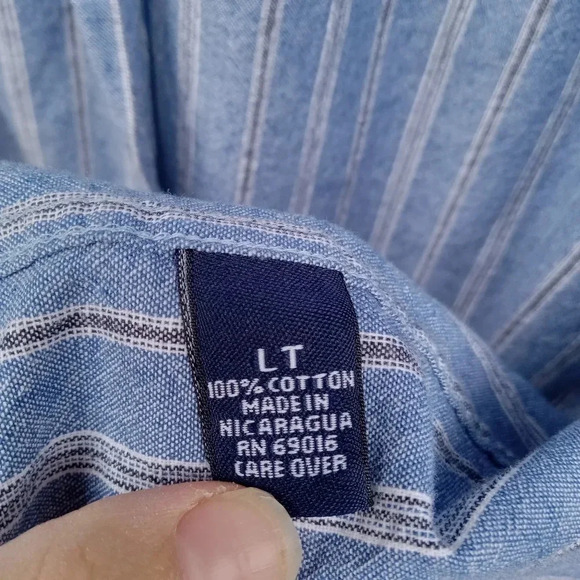 LT
100% COTTON
MADE IN
NICARAGUA
RN 69016
CARE OVER